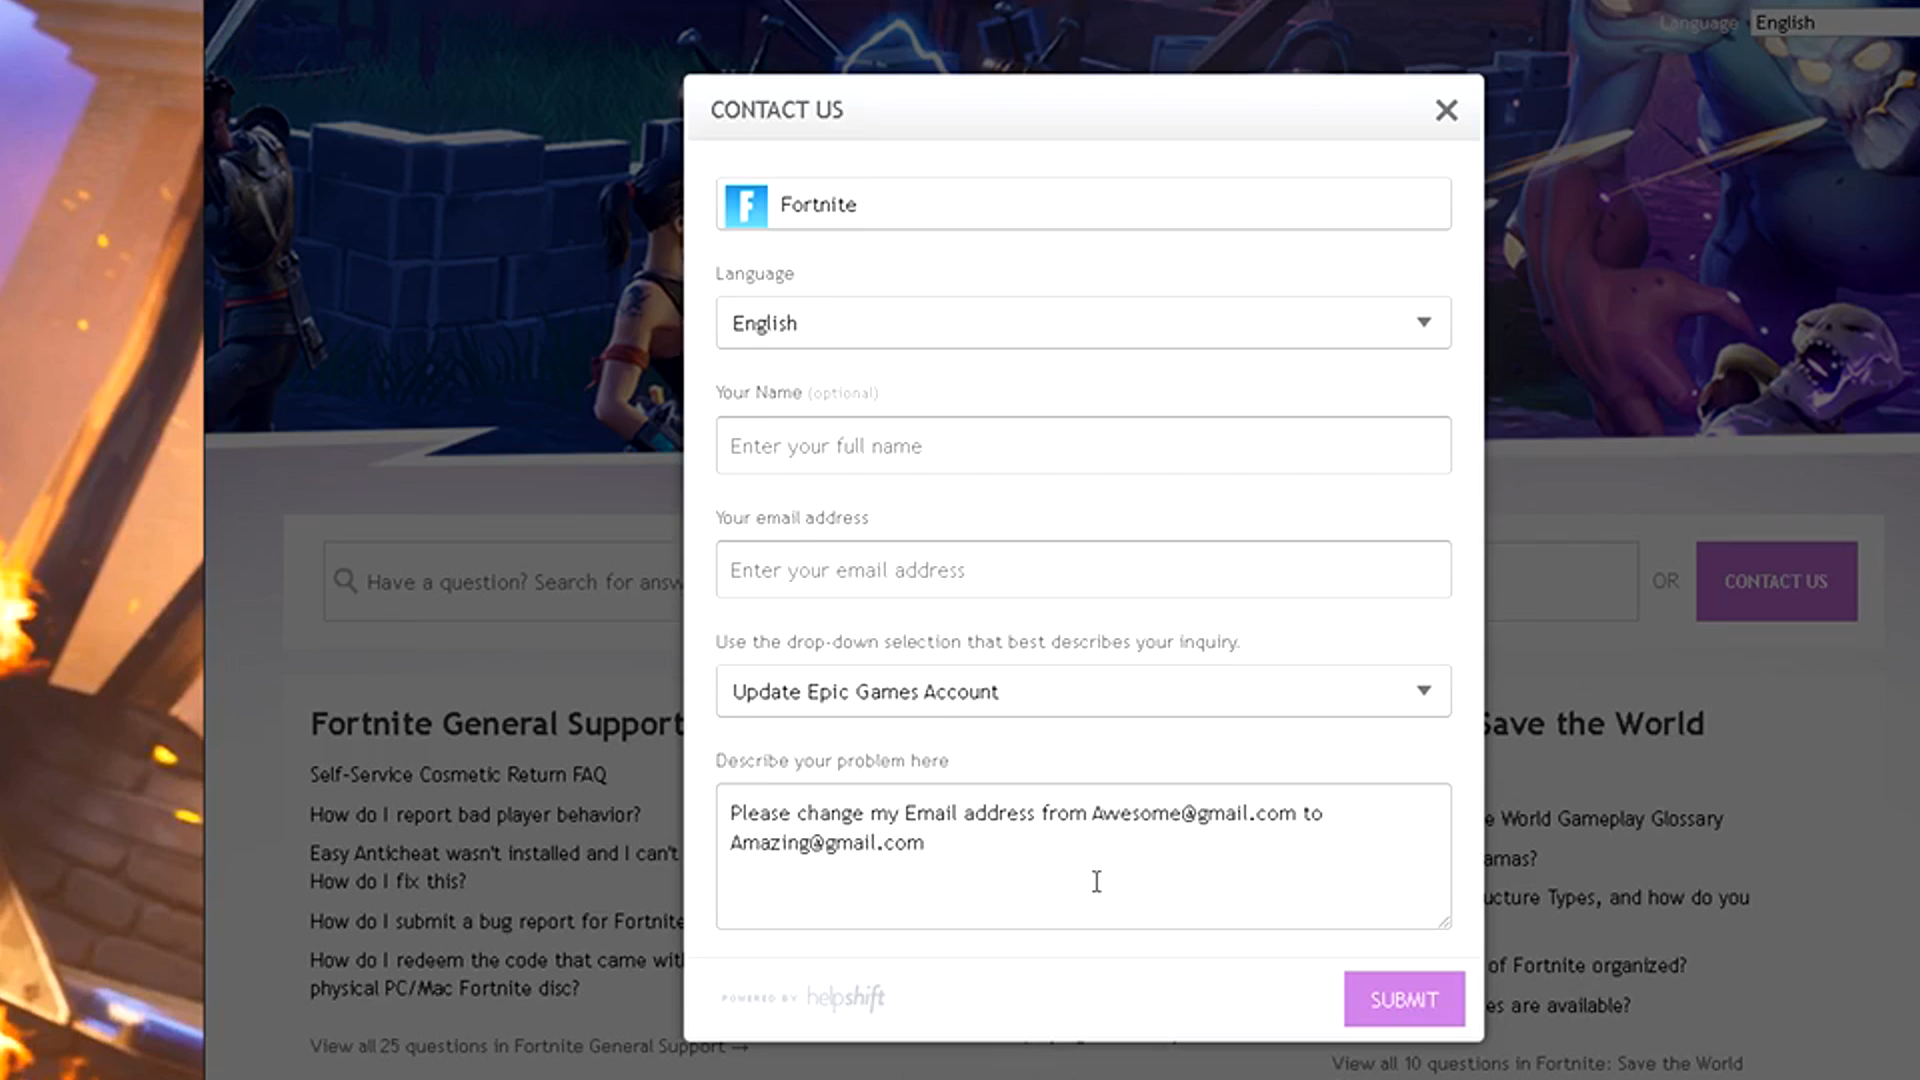 Language English
CONTACT US
Fortnite
Language
English
Your Name (optional)
Enter your full name
Your email address
Enter your email address
Use the drop-down selection that best describes your inquiry.
Update Epic Games Account
Describe your problem here
Please change my Email address from Awesome@gmail.com to
Amazing@gmail.com
POWERED BY helpshift
SUBMIT
Have a question? Search for answ
OR
CONTACT US
Fortnite General Support
Self-Service Cosmetic Return FAQ
How do I report bad player behavior?
Easy Anticheat wasn't installed and I can't
How do I fix this?
How do I submit a bug report for Fortnite
How do I redeem the code that came wit
physical PC/Mac Fortnite disc?
View all 25 questions in Fortnite General Support →
Save the World
e World Gameplay Glossary
amas?
ucture Types, and how do you
of Fortnite organized?
es are available?
View all 10 questions in Fortnite: Save the World